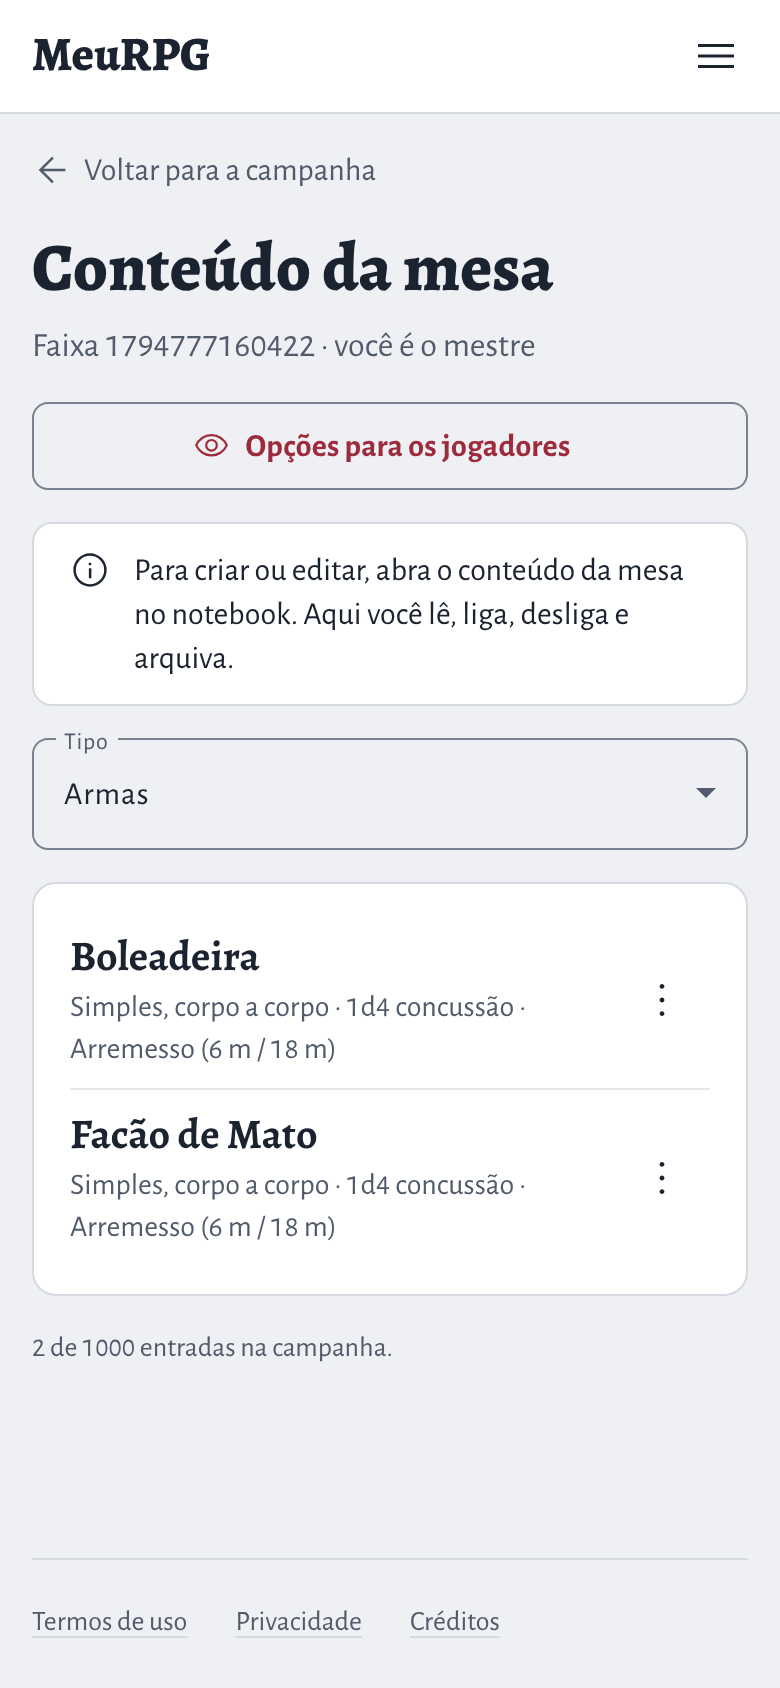 MeuRPG
Voltar para a campanha
Conteúdo da mesa
Faixa 1794777160422 · você é o mestre
Opções para os jogadores
Para criar ou editar, abra o conteúdo da mesa
no notebook. Aqui você lê, liga, desliga e
arquiva.
Tipo
Armas
Boleadeira
Simples, corpo a corpo · 1d4 concussão ·
Arremesso (6 m / 18 m)
Facão de Mato
Simples, corpo a corpo · 1d4 concussão ·
Arremesso (6 m / 18 m)
2 de 1000 entradas na campanha.
Termos de uso
Privacidade
Créditos